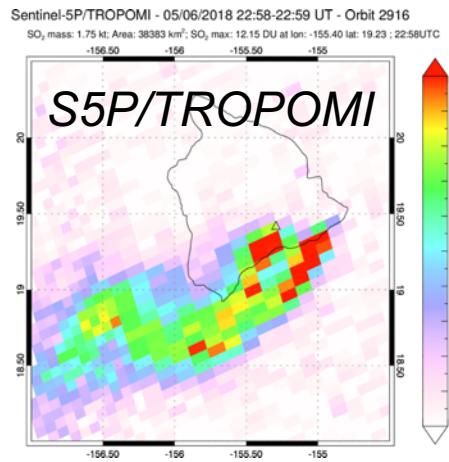 Sentinel-5P/TROPOMI - 05/06/2018 22:58-22:59 UT - Orbit 2916
SO₂ mass: 1.75 kt; Area: 38383 km²; SO₂ max: 12.15 DU at lon: -155.40 lat: 19.23 ; 22:58UTC
-156.50 -156 -155.50 -155
S5P/TROPOMI
20 20
19.50 19.50
19 19
18.50 18.50
-156.50 -156 -155.50 -155